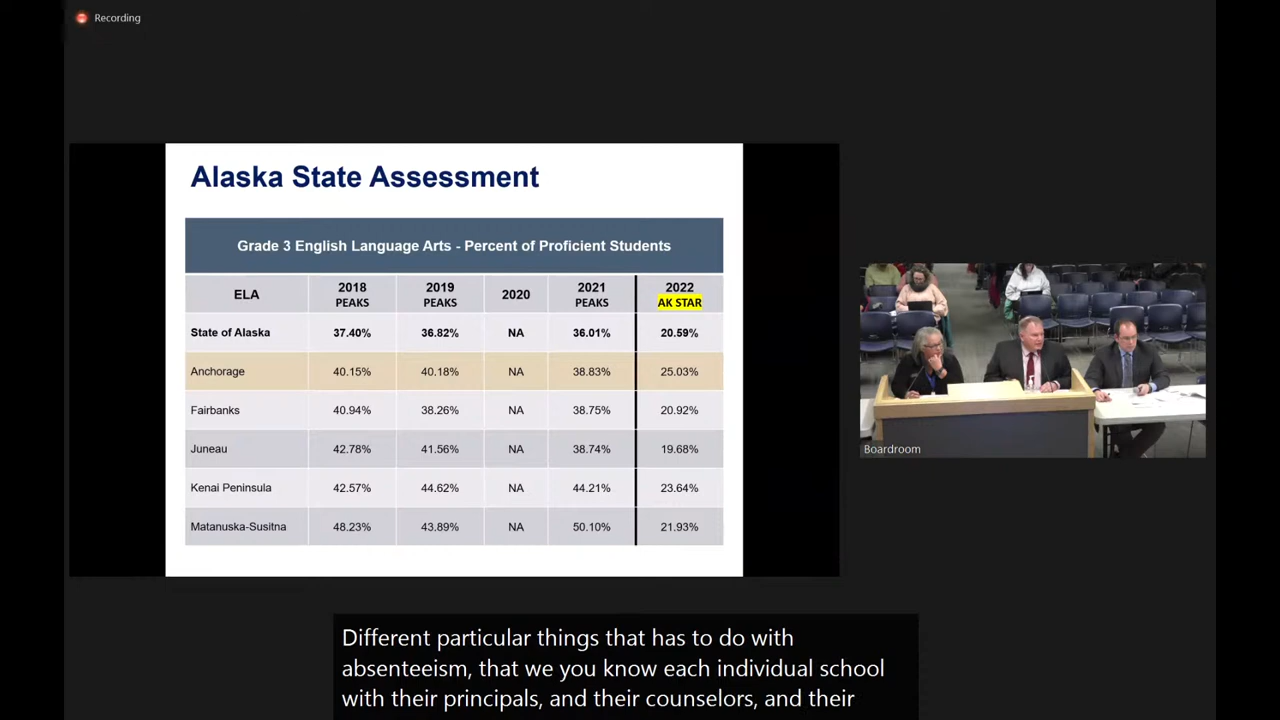 Recording
Alaska State Assessment
Grade 3 English Language Arts - Percent of Proficient Students
ELA 2018 PEAKS 2019 PEAKS 2020 2021 PEAKS 2022 AK STAR
State of Alaska 37.40% 36.82% NA 36.01% 20.59%
Anchorage 40.15% 40.18% NA 38.83% 25.03%
Fairbanks 40.94% 38.26% NA 38.75% 20.92%
Juneau 42.78% 41.56% NA 38.74% 19.68%
Kenai Peninsula 42.57% 44.62% NA 44.21% 23.64%
Matanuska-Susitna 48.23% 43.89% NA 50.10% 21.93%
Boardroom
Different particular things that has to do with
absenteeism, that we you know each individual school
with their principals, and their counselors, and their